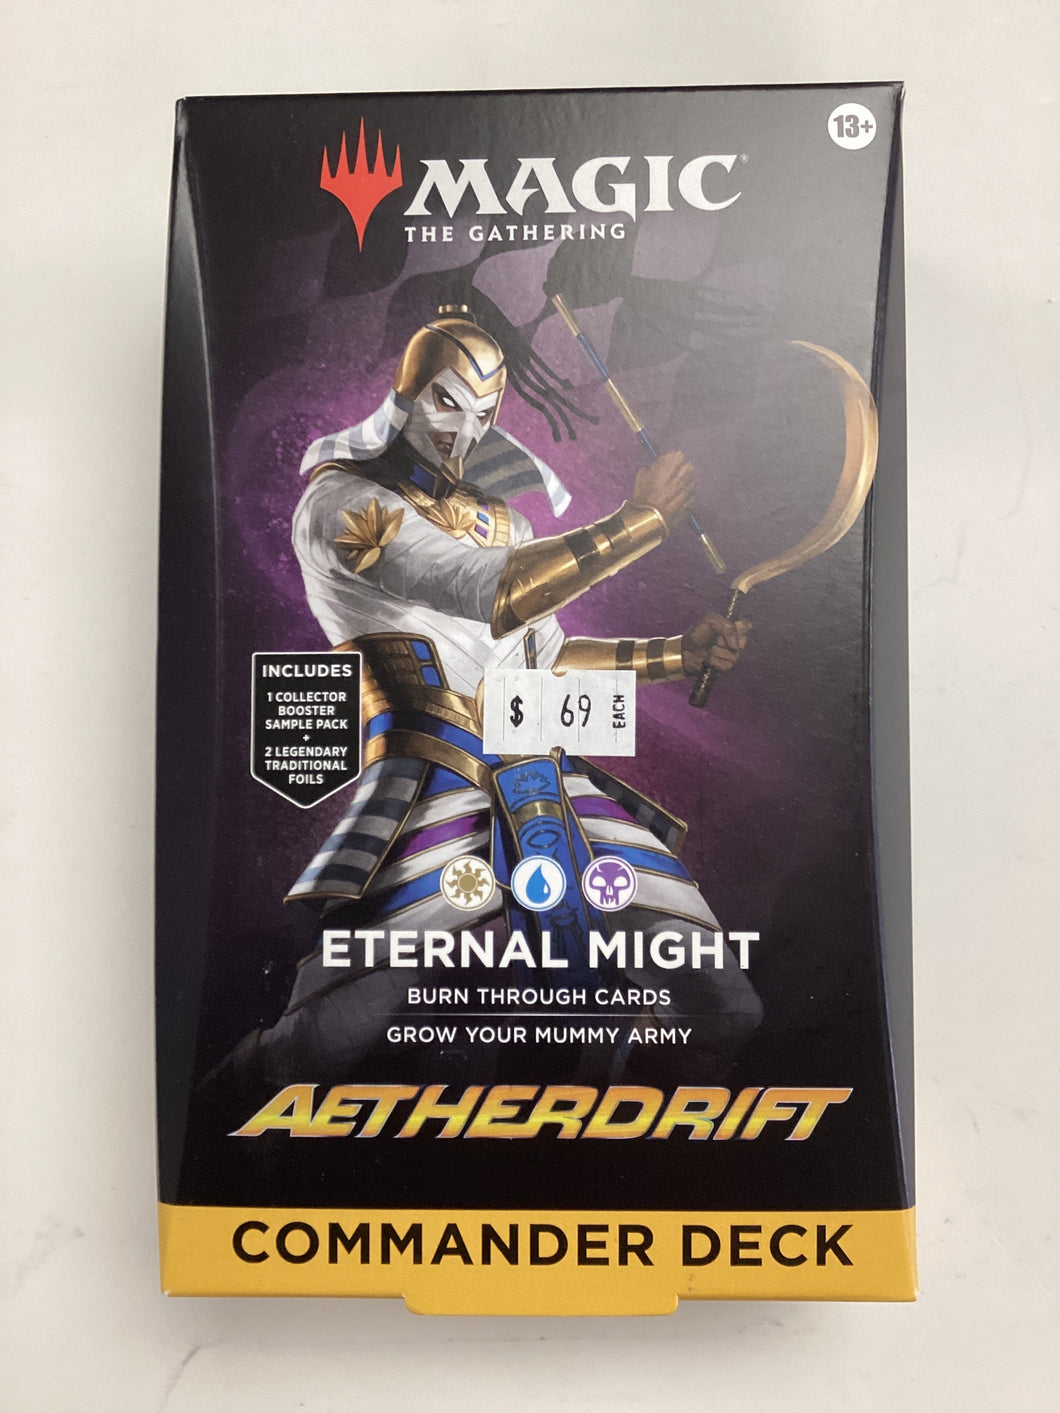 13+
MAGIC®
THE GATHERING
INCLUDES
1 COLLECTOR
BOOSTER
SAMPLE PACK
+
2 LEGENDARY
TRADITIONAL
FOILS
$ 69 EACH
ETERNAL MIGHT
BURN THROUGH CARDS
GROW YOUR MUMMY ARMY
AETHERDRIFT
COMMANDER DECK